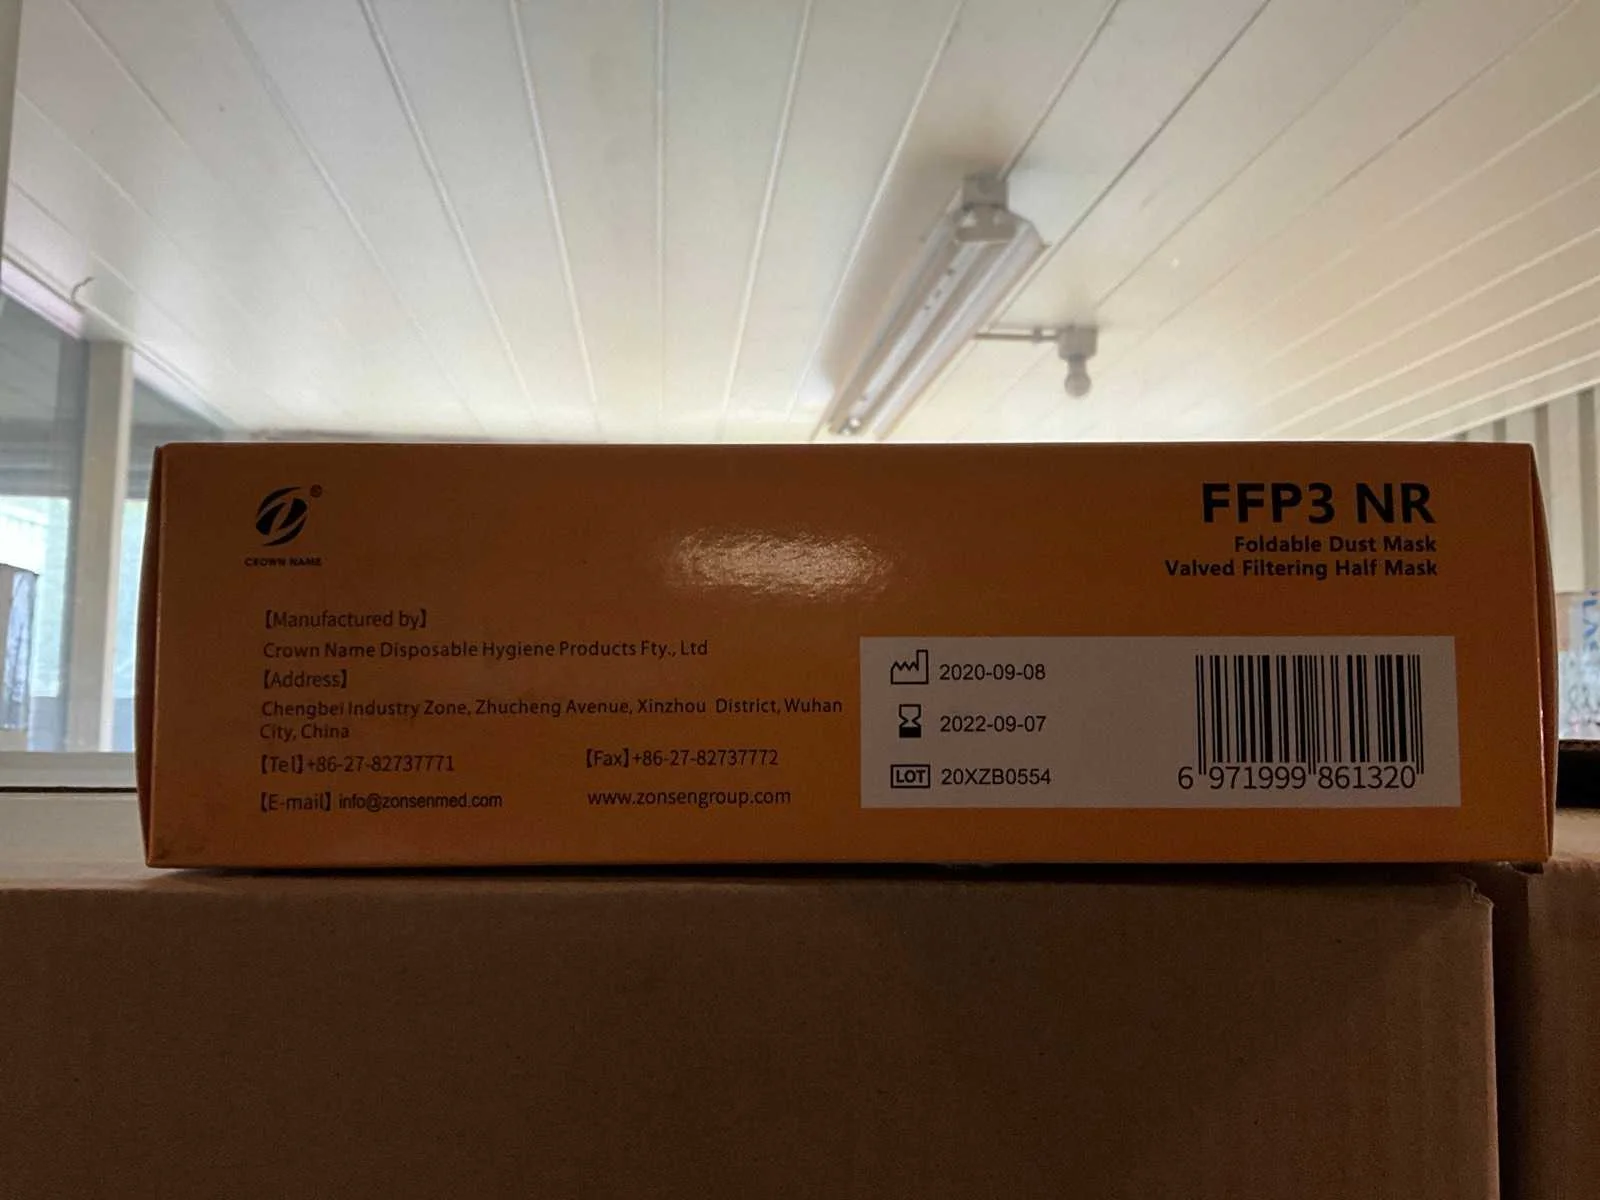 ®
CROWN NAME
FFP3 NR
Foldable Dust Mask
Valved Filtering Half Mask
【Manufactured by】
Crown Name Disposable Hygiene Products Fty., Ltd
【Address】
Chengbei Industry Zone, Zhucheng Avenue, Xinzhou District, Wuhan
City, China
【Tel】+86-27-82737771 【Fax】+86-27-82737772
【E-mail】 info@zonsenmed.com www.zonsengroup.com
2020-09-08
2022-09-07
LOT 20XZB0554
6 971999 861320